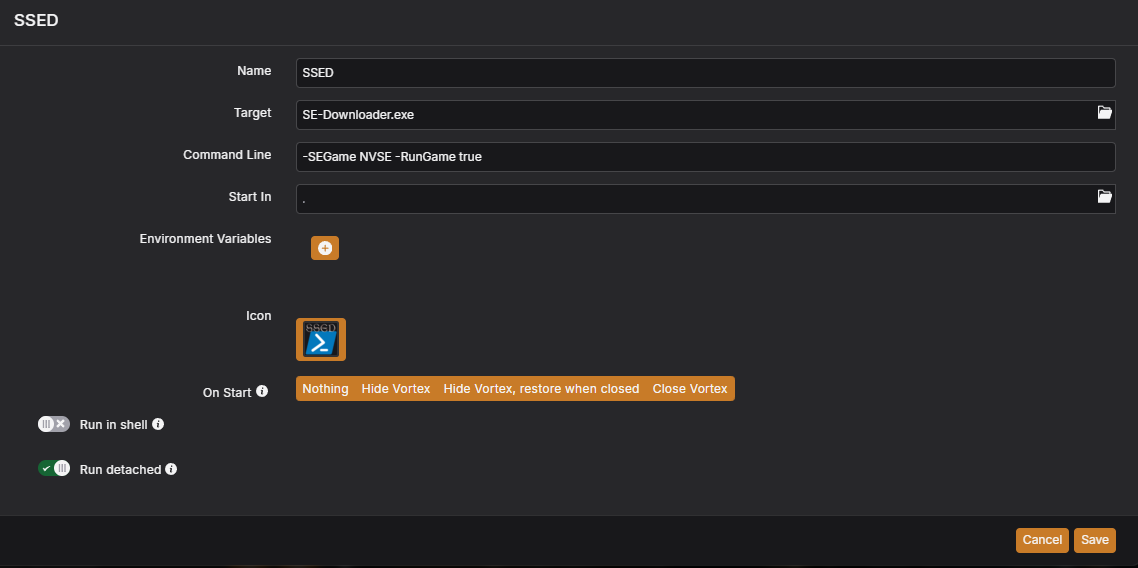 SSED
Name
SSED
Target
SE-Downloader.exe
Command Line
-SEGame NVSE -RunGame true
Start In
.
Environment Variables
Icon
On Start
Nothing Hide Vortex Hide Vortex, restore when closed Close Vortex
Run in shell
Run detached
Cancel Save